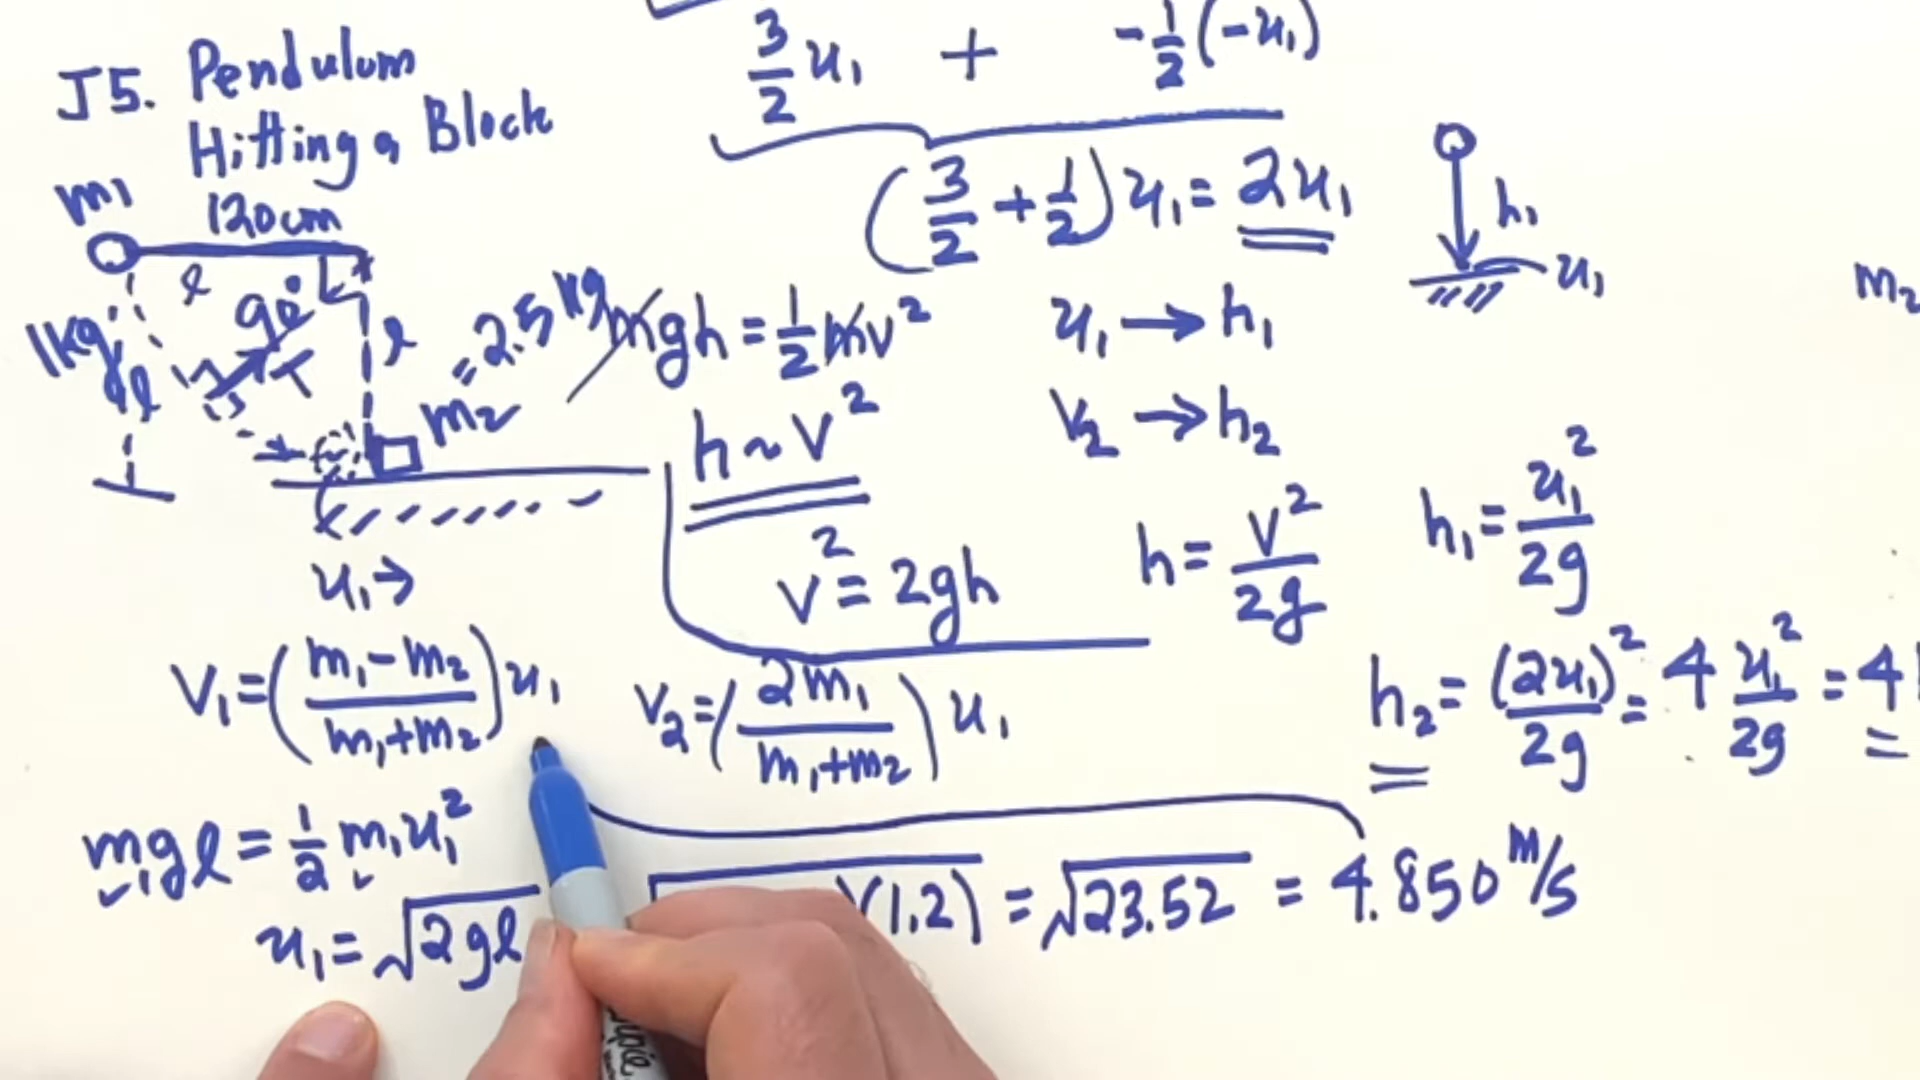 J5. Pendulum
Hitting a Block
m₁
120cm
l
90°
1kg
l
T
l
m₂ = 2.5 kg
u₁ →
3/2 u₁ + -1/2(-u₁)
(3/2 + 1/2)u₁ = 2u₁
h₁
u₁
m₂
mgh = 1/2 mv²
h ~ v²
v² = 2gh
u₁ → h₁
v₂ → h₂
h = v²/2g
h₁ = u₁²/2g
h₂ = (2u₁)²/2g = 4 u₁²/2g = 4
v₁ = (m₁-m₂/m₁+m₂)u₁
v₂ = (2m₁/m₁+m₂)u₁
m₁gl = 1/2 m₁u₁²
u₁ = √2gl
)(1.2) = √23.52 = 4.850 m/s